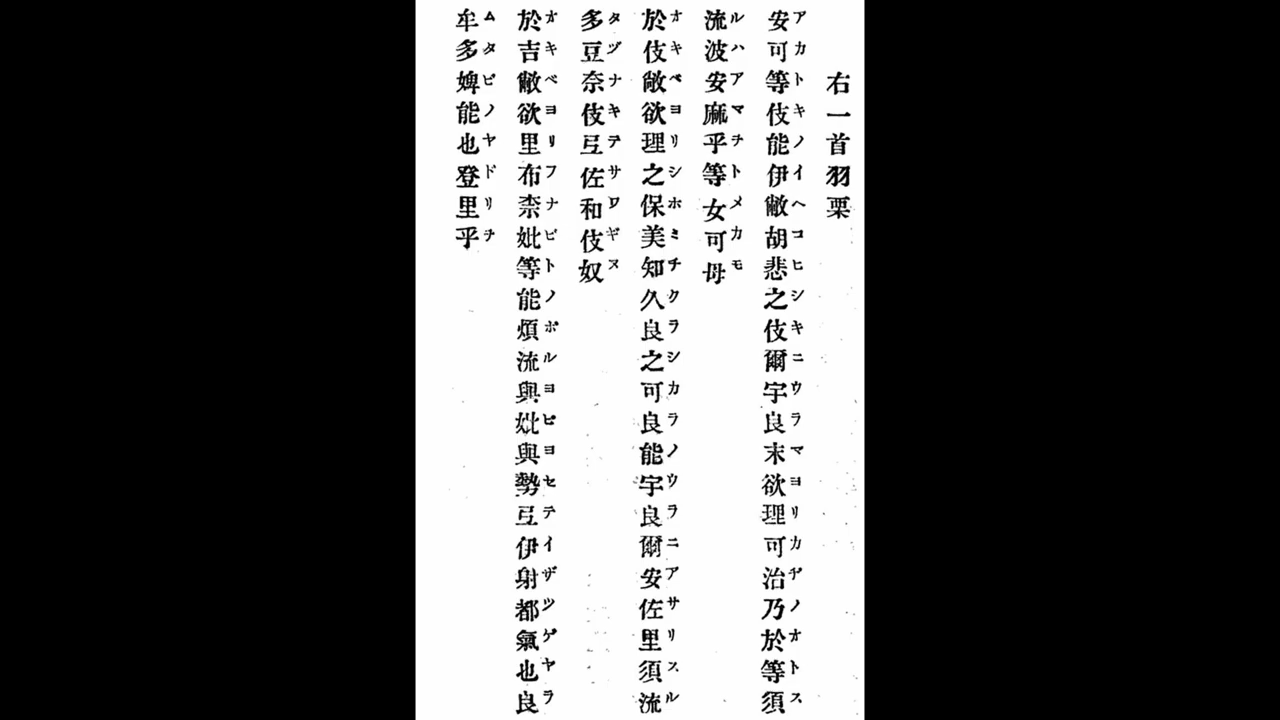 右一首羽栗
安可等伎能伊敝胡悲之伎爾宇良末欲理可治乃於等須
アカトキノイヘコヒシキニウラマヨリカヂノオトス
流波安麻乎等女可母
ルハアマヲトメカモ
於伎敝欲理之保美知久良之可良能宇良爾安佐里須流
オキベヨリシホミチクラシカラノウラニアサリスル
多豆奈伎弖佐和伎奴
タヅナキテサワギヌ
於吉敝欲里布奈妣等能煩流與妣與勢弖伊射都氣也良
オキベヨリフナビトノボルヨビヨセテイザツゲヤラ
牟多婢能也登里乎
ムタビノヤドリヲ